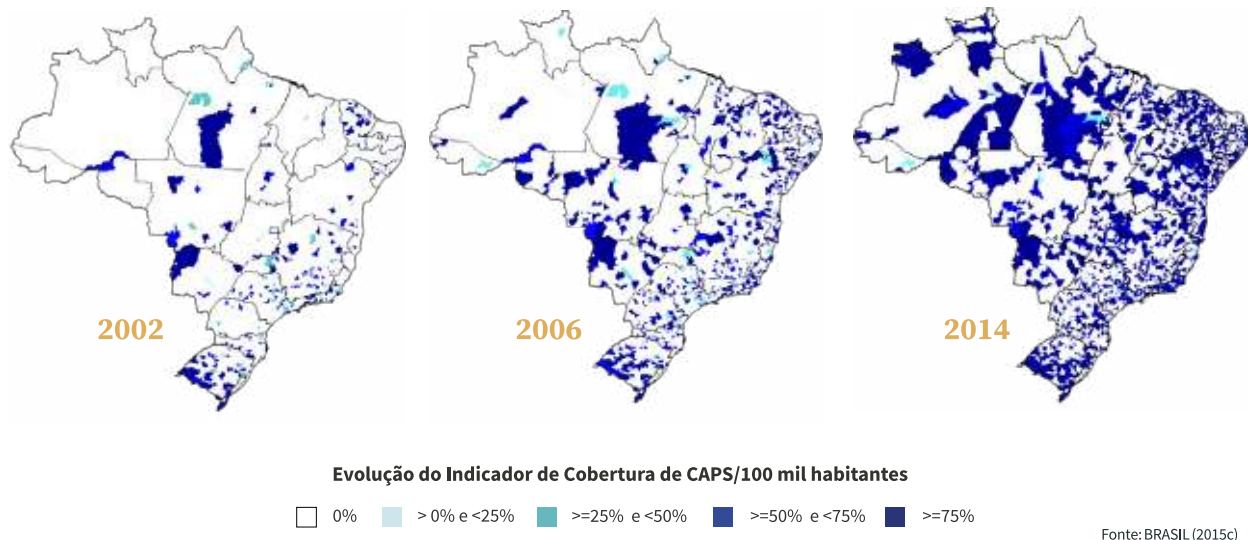 2002
2006
2014
Evolução do Indicador de Cobertura de CAPS/100 mil habitantes
0% > 0% e <25% >=25% e <50% >=50% e <75% >=75%
Fonte: BRASIL (2015c)